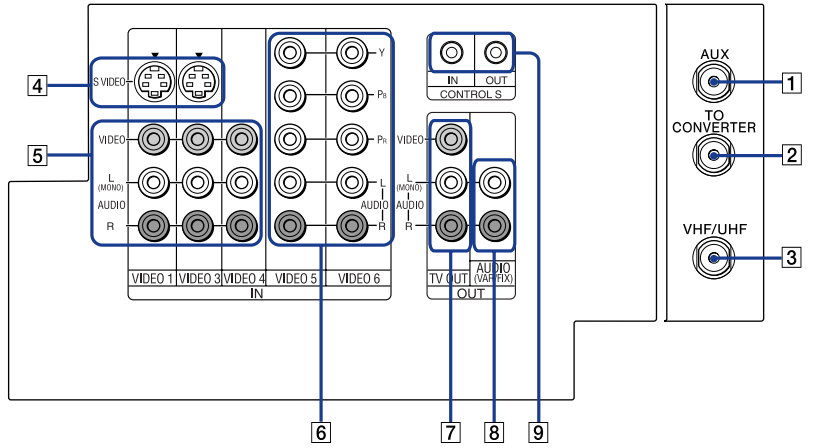 AUX
1
TO
CONVERTER
2
VHF/UHF
3
4
S VIDEO
5
VIDEO
L
(MONO)
AUDIO
R
VIDEO 1
VIDEO 3
VIDEO 4
VIDEO 5
VIDEO 6
IN
Y
PB
PR
L
AUDIO
R
IN
OUT
CONTROL S
VIDEO
L
(MONO)
AUDIO
R
TV OUT
AUDIO
(VAR/FIX)
OUT
6
7
8
9